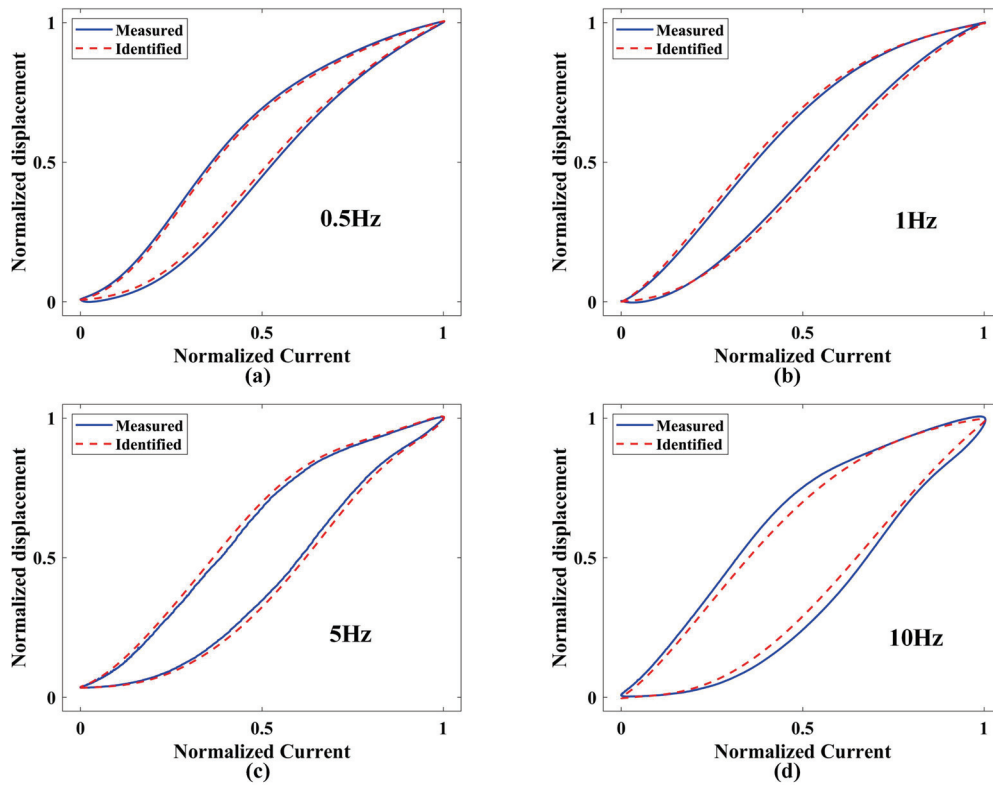 1
Measured
Identified
Normalized displacement
0.5
0.5Hz
0
0
0.5
1
Normalized Current
(a)
1
Measured
Identified
Normalized displacement
0.5
1Hz
0
0
0.5
1
Normalized Current
(b)
1
Measured
Identified
Normalized displacement
0.5
5Hz
0
0
0.5
1
Normalized Current
(c)
1
Measured
Identified
Normalized displacement
0.5
10Hz
0
0
0.5
1
Normalized Current
(d)